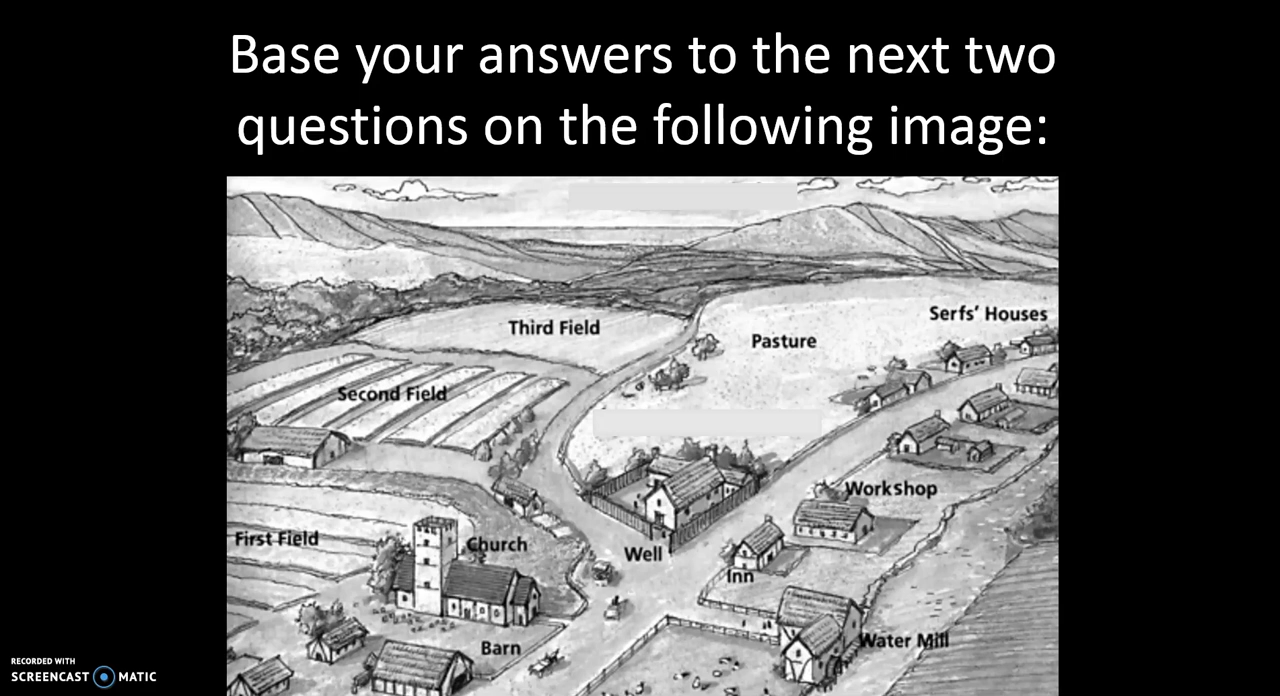 Base your answers to the next two
questions on the following image:
Serfs' Houses
Third Field
Pasture
Second Field
Workshop
First Field
Church
Well
Inn
Water Mill
Barn
RECORDED WITH
SCREENCAST MATIC